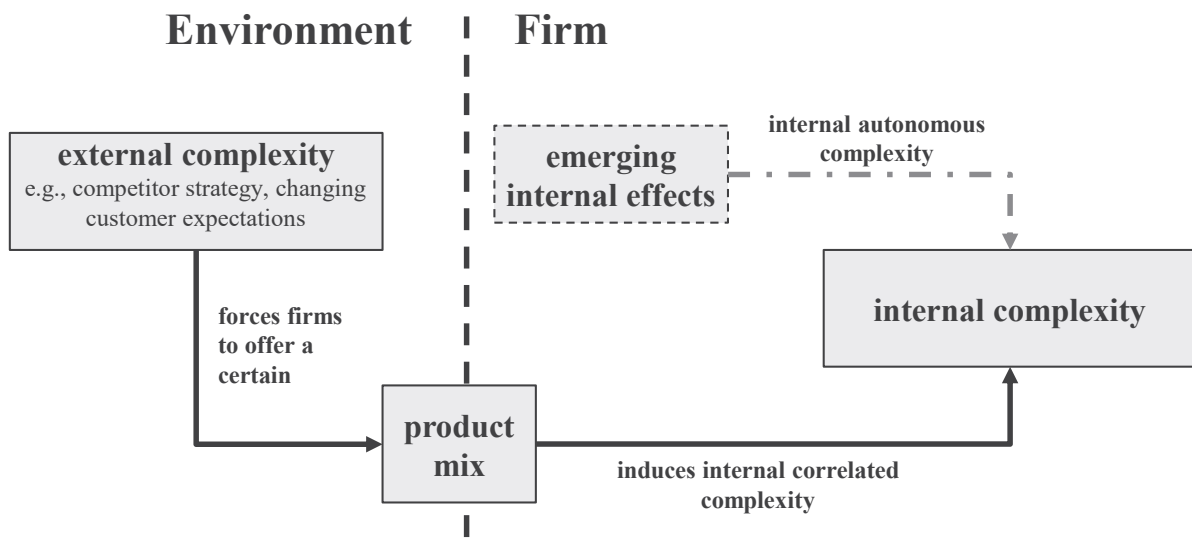 Environment
Firm
external complexity
e.g., competitor strategy, changing
customer expectations
emerging
internal effects
internal autonomous
complexity
internal complexity
forces firms
to offer a
certain
product
mix
induces internal correlated
complexity